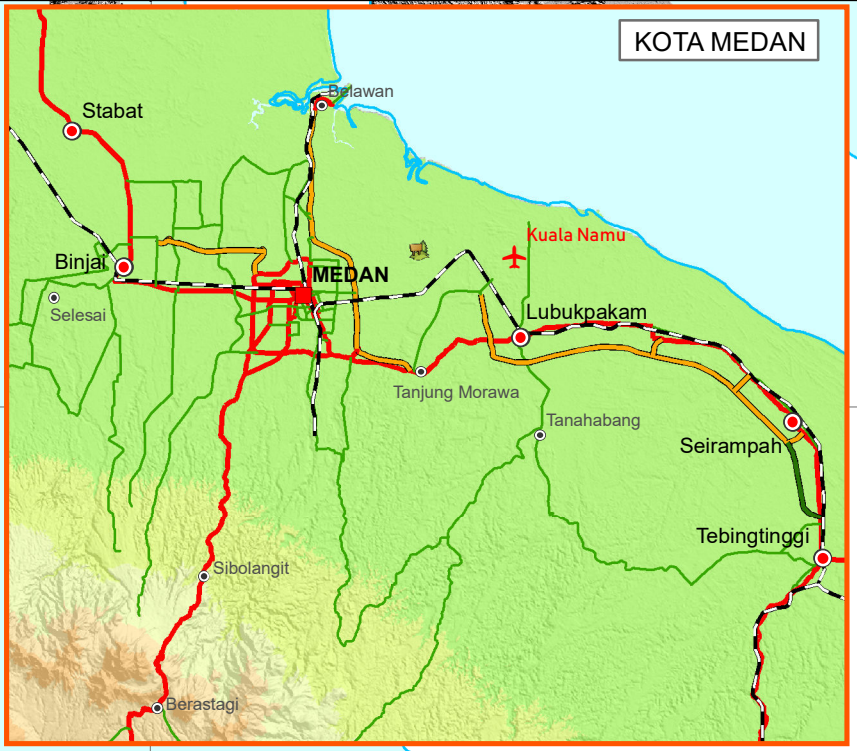 KOTA MEDAN
Belawan
Stabat
Kuala Namu
Binjai
MEDAN
Selesai
Lubukpakam
Tanjung Morawa
Tanahabang
Seirampah
Tebingtinggi
Sibolangit
Berastagi